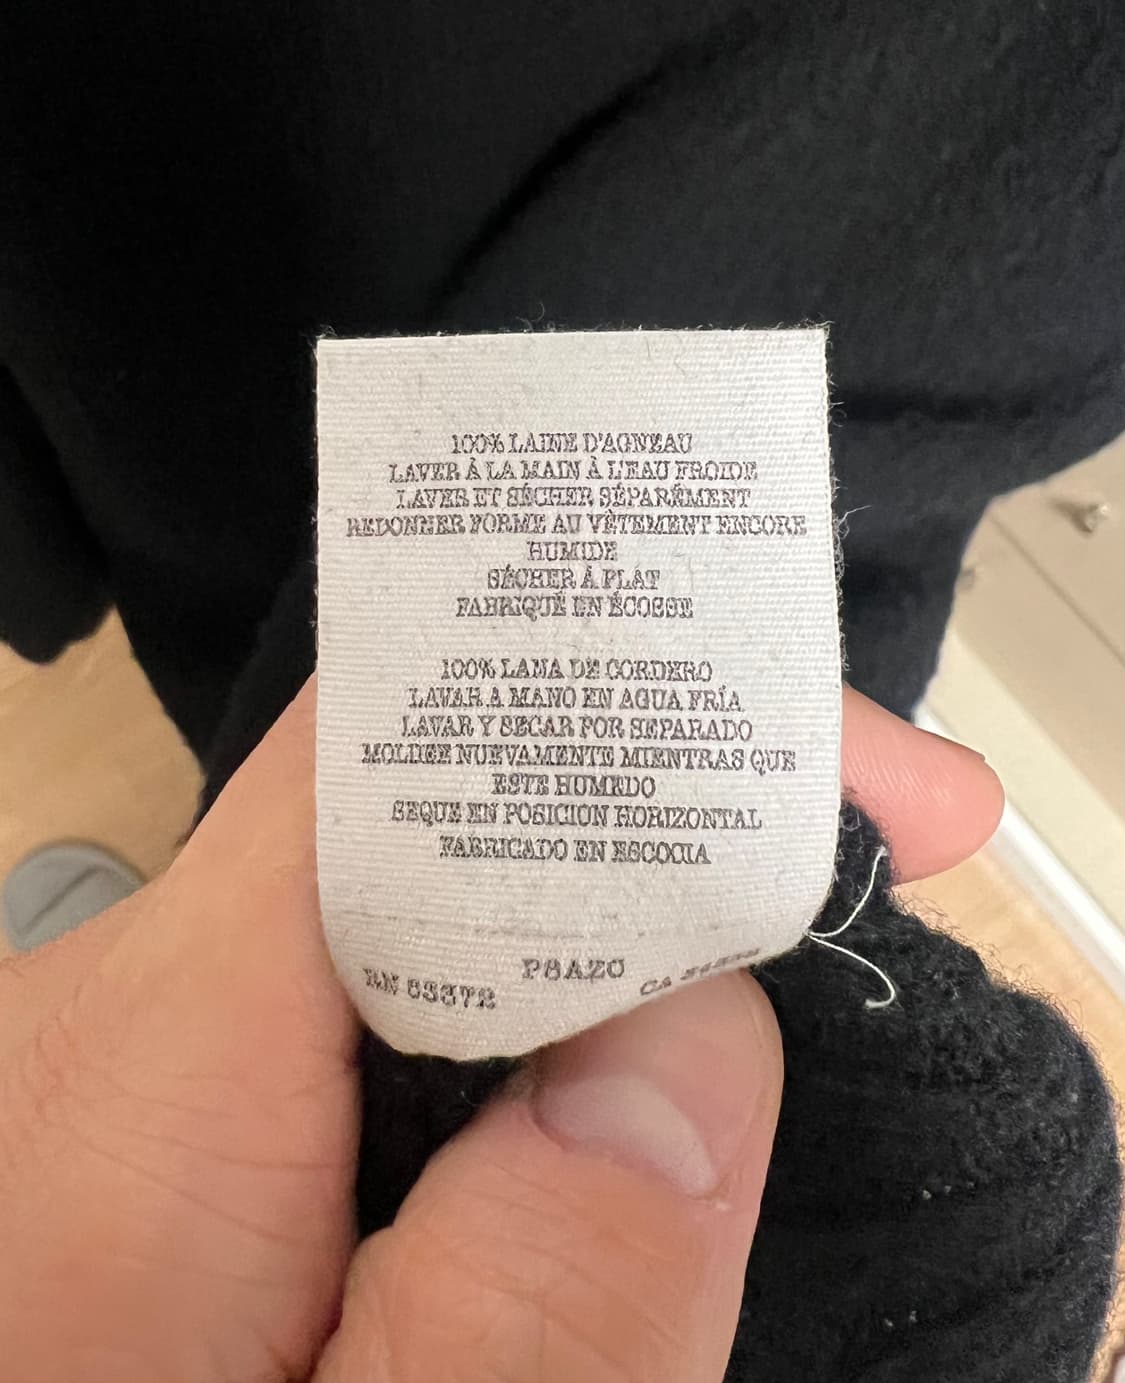 100% LAINE D'AGNEAU
LAVER À LA MAIN À L'EAU FROIDE
LAVER ET SÉCHER SÉPARÉMENT
REDONNER FORME AU VÊTEMENT ENCORE
HUMIDE
SÉCHER À PLAT
FABRIQUÉ EN ÉCOSSE
100% LANA DE CORDERO
LAVAR A MANO EN AGUA FRÍA
LAVAR Y SECAR POR SEPARADO
MOLDEE NUEVAMENTE MIENTRAS QUE
ESTE HUMEDO
SEQUE EN POSICION HORIZONTAL
FABRICADO EN ESCOCIA
RN
CA